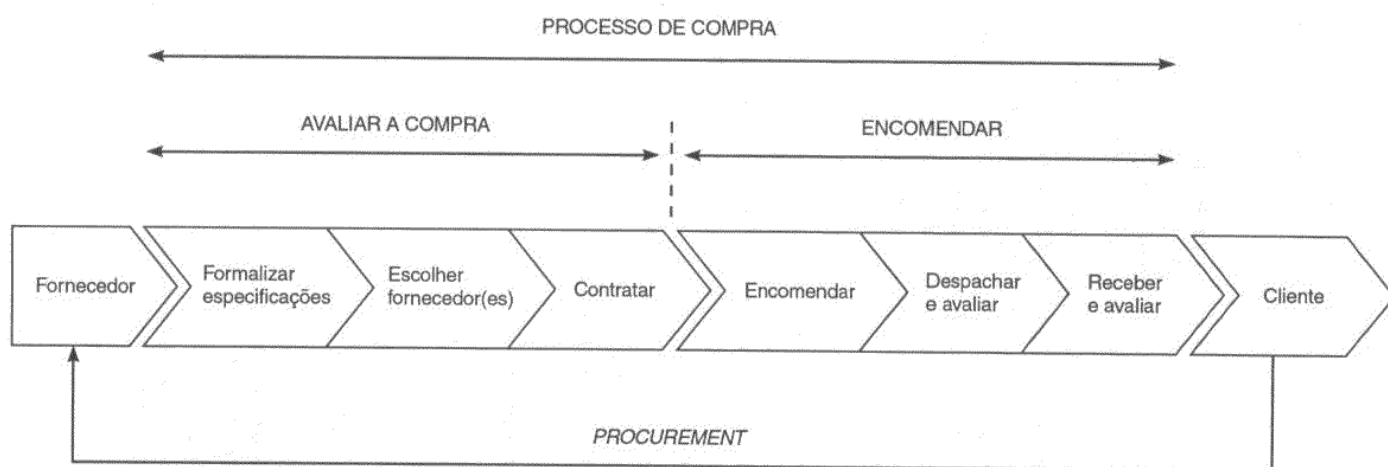 PROCESSO DE COMPRA
AVALIAR A COMPRA
ENCOMENDAR
Fornecedor
Formalizar
especificações
Escolher
fornecedor(es)
Contratar
Encomendar
Despachar
e avaliar
Receber
e avaliar
Cliente
PROCUREMENT